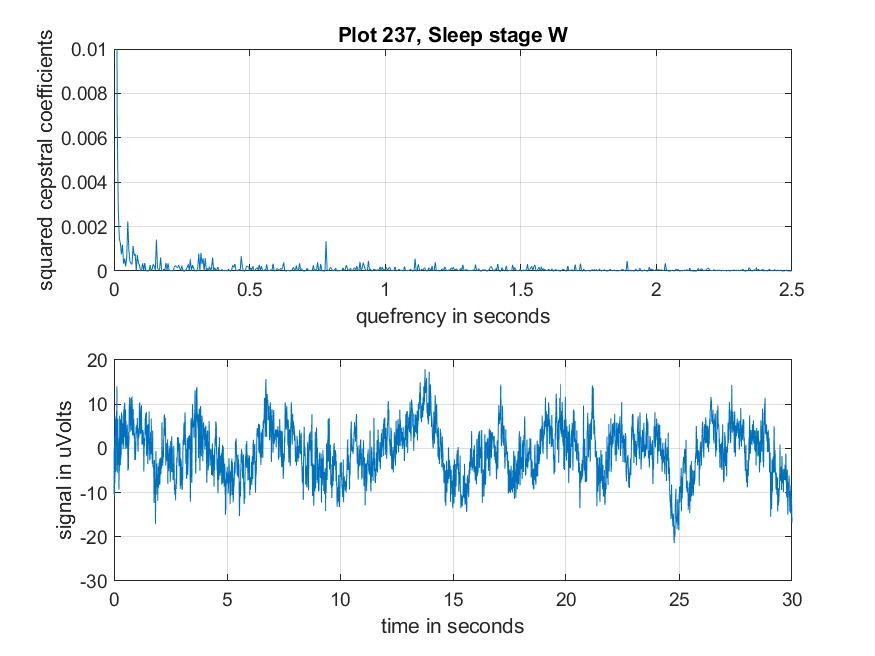 Plot 237, Sleep stage W
squared cepstral coefficients
0.01
0.008
0.006
0.004
0.002
0
0 0.5 1 1.5 2 2.5
quefrency in seconds
signal in uVolts
20
10
0
-10
-20
-30
0 5 10 15 20 25 30
time in seconds